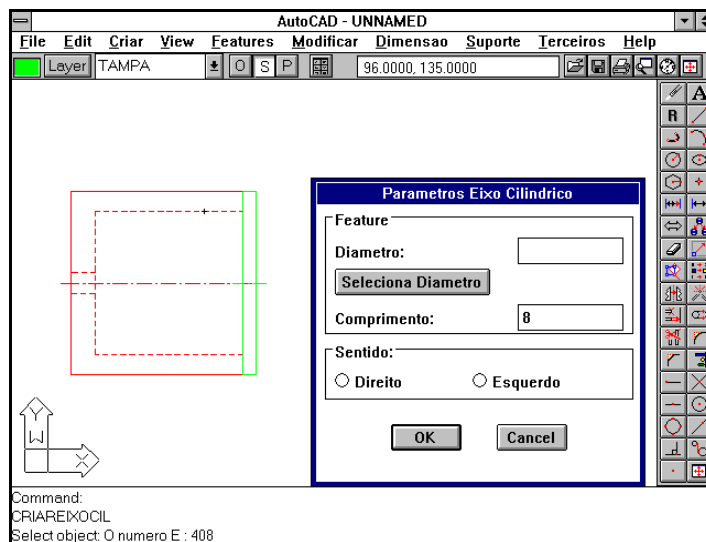 AutoCAD - UNNAMED
File Edit Criar View Features Modificar Dimensao Suporte Terceiros Help
Layer TAMPA O S P 96.0000, 135.0000
A
R
Parametros Eixo Cilindrico
Feature
Diametro:
Seleciona Diametro
Comprimento: 8
Sentido:
Direito Esquerdo
OK Cancel
Y
W
X
Command:
CRIAREIXOCIL
Select object: O numero E : 408